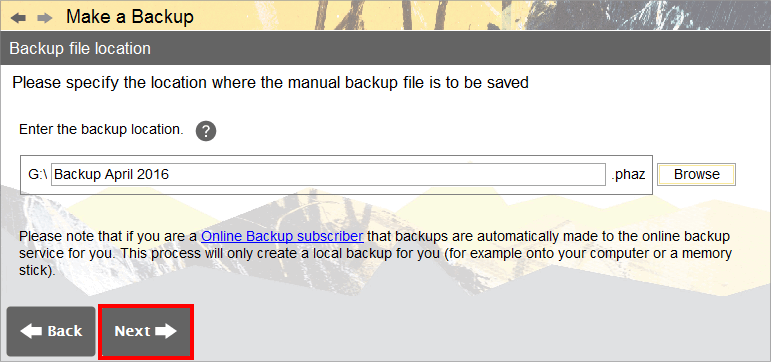 Make a Backup
Backup file location
Please specify the location where the manual backup file is to be saved
Enter the backup location. ?
G:\ Backup April 2016 .phaz Browse
Please note that if you are a Online Backup subscriber that backups are automatically made to the online backup
service for you. This process will only create a local backup for you (for example onto your computer or a memory
stick).
Back Next